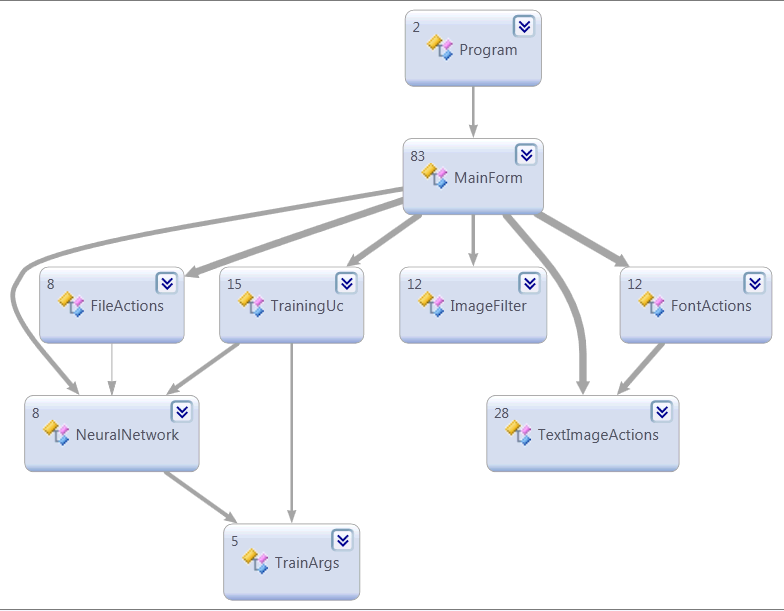 2
Program
83
MainForm
8
FileActions
15
TrainingUc
12
ImageFilter
12
FontActions
8
NeuralNetwork
28
TextImageActions
5
TrainArgs